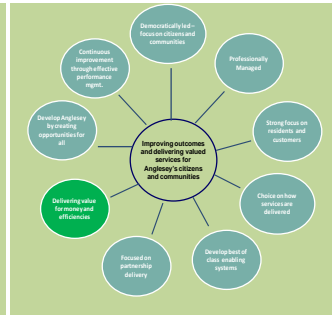 Democratically led –
focus on citizens and
communities
Professionally
Managed
Strong focus on
residents and
customers
Choice on how
services are
delivered
Develop best of
class enabling
systems
Focused on
partnership
delivery
Delivering value
for money and
efficiencies
Develop Anglesey
by creating
opportunities for
all
Continuous
improvement
through effective
performance
mgmt.
Improving outcomes
and delivering valued
services for
Anglesey's citizens
and communities